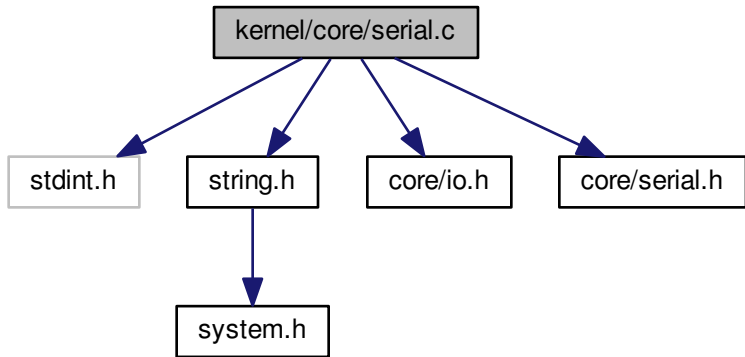 kernel/core/serial.c
stdint.h
string.h
core/io.h
core/serial.h
system.h